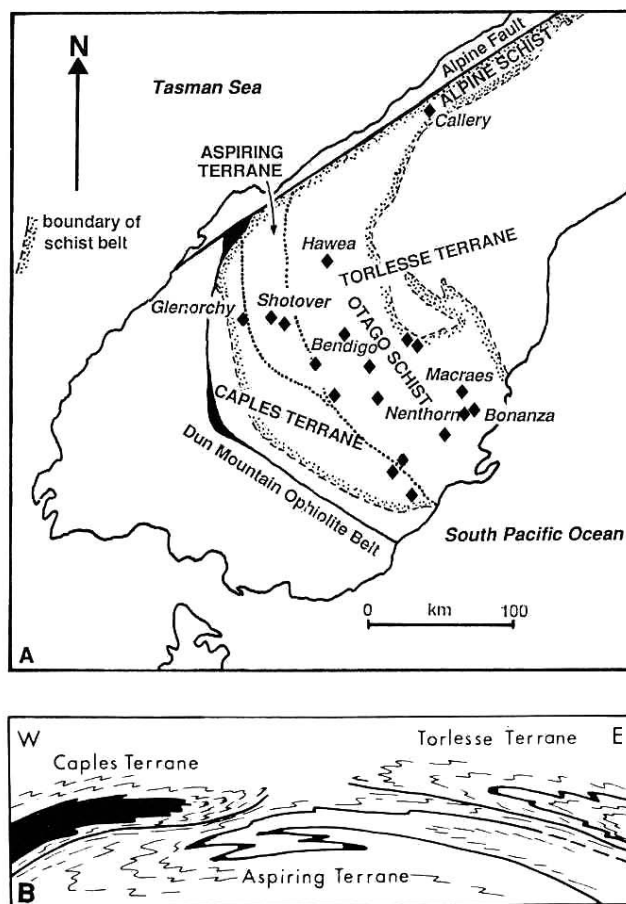 N
Tasman Sea
Alpine Fault
ALPINE SCHIST
Callery
ASPIRING
TERRANE
boundary of
schist belt
Hawea
TORLESSE TERRANE
Glenorchy
Shotover
OTAGO SCHIST
Bendigo
Macraes
CAPLES TERRANE
Nenthorn
Bonanza
Dun Mountain Ophiolite Belt
South Pacific Ocean
0 km 100
A
W
E
Caples Terrane
Torlesse Terrane
Aspiring Terrane
B